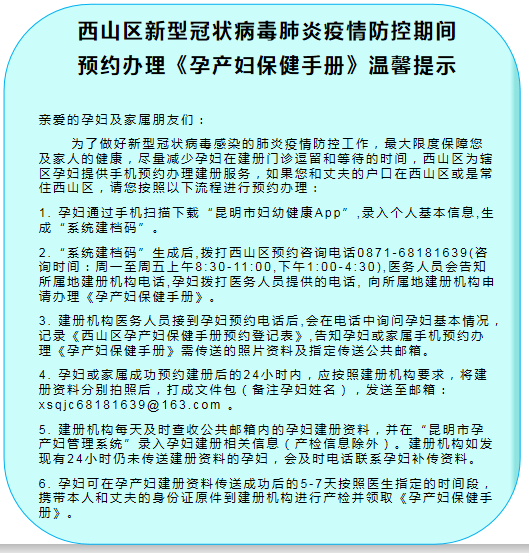 西山区新型冠状病毒肺炎疫情防控期间
预约办理《孕产妇保健手册》温馨提示
亲爱的孕妇及家属朋友们：
为了做好新型冠状病毒感染的肺炎疫情防控工作，最大限度保障您
及家人的健康，尽量减少孕妇在建册门诊逗留和等待的时间，西山区为辖
区孕妇提供手机预约办理建册服务，如果您和丈夫的户口在西山区或是常
住西山区，请您按照以下流程进行预约办理：
1. 孕妇通过手机扫描下载“昆明市妇幼健康App”,录入个人基本信息,生
成“系统建档码”。
2.“系统建档码”生成后,拨打西山区预约咨询电话0871-68181639(咨
询时间：周一至周五上午8:30-11:00,下午1:00-4:30),医务人员会告知
所属地建册机构电话,孕妇拨打医务人员提供的电话, 向所属地建册机构申
请办理《孕产妇保健手册》。
3. 建册机构医务人员接到孕妇预约电话后,会在电话中询问孕妇基本情况，
记录《西山区孕产妇保健手册预约登记表》,告知孕妇或家属手机预约办
理《孕产妇保健手册》需传送的照片资料及指定传送公共邮箱。
4. 孕妇或家属成功预约建册后的24小时内，应按照建册机构要求，将建
册资料分别拍照后，打成文件包（备注孕妇姓名），发送至邮箱：
xsqjc68181639@163.com 。
5. 建册机构每天及时查收公共邮箱内的孕妇建册资料，并在“昆明市孕
产妇管理系统”录入孕妇建册相关信息（产检信息除外）。建册机构如发
现有24小时仍未传送建册资料的孕妇，会及时电话联系孕妇补传资料。
6. 孕妇可在孕产妇建册资料传送成功后的5-7天按照医生指定的时间段，
携带本人和丈夫的身份证原件到建册机构进行产检并领取《孕产妇保健手
册》。